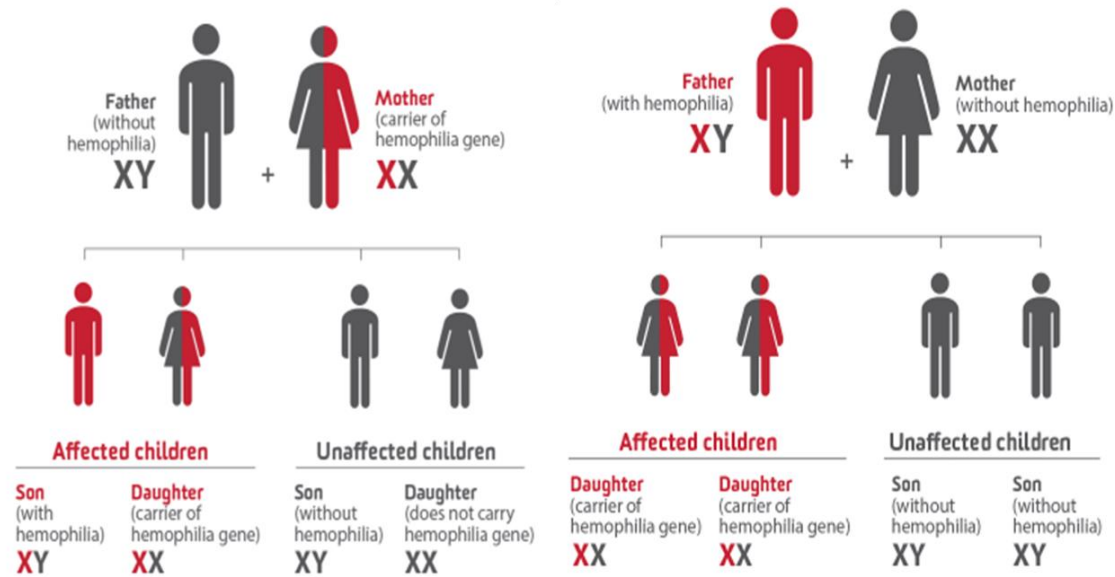 Father
(without
hemophilia)
XY
+
Mother
(carrier of
hemophilia gene)
XX
Affected children
Son
(with
hemophilia)
XY
Daughter
(carrier of
hemophilia gene)
XX
Unaffected children
Son
(without
hemophilia)
XY
Daughter
(does not carry
hemophilia gene)
XX
Father
(with hemophilia)
XY
+
Mother
(without hemophilia)
XX
Affected children
Daughter
(carrier of
hemophilia gene)
XX
Daughter
(carrier of
hemophilia gene)
XX
Unaffected children
Son
(without
hemophilia)
XY
Son
(without
hemophilia)
XY